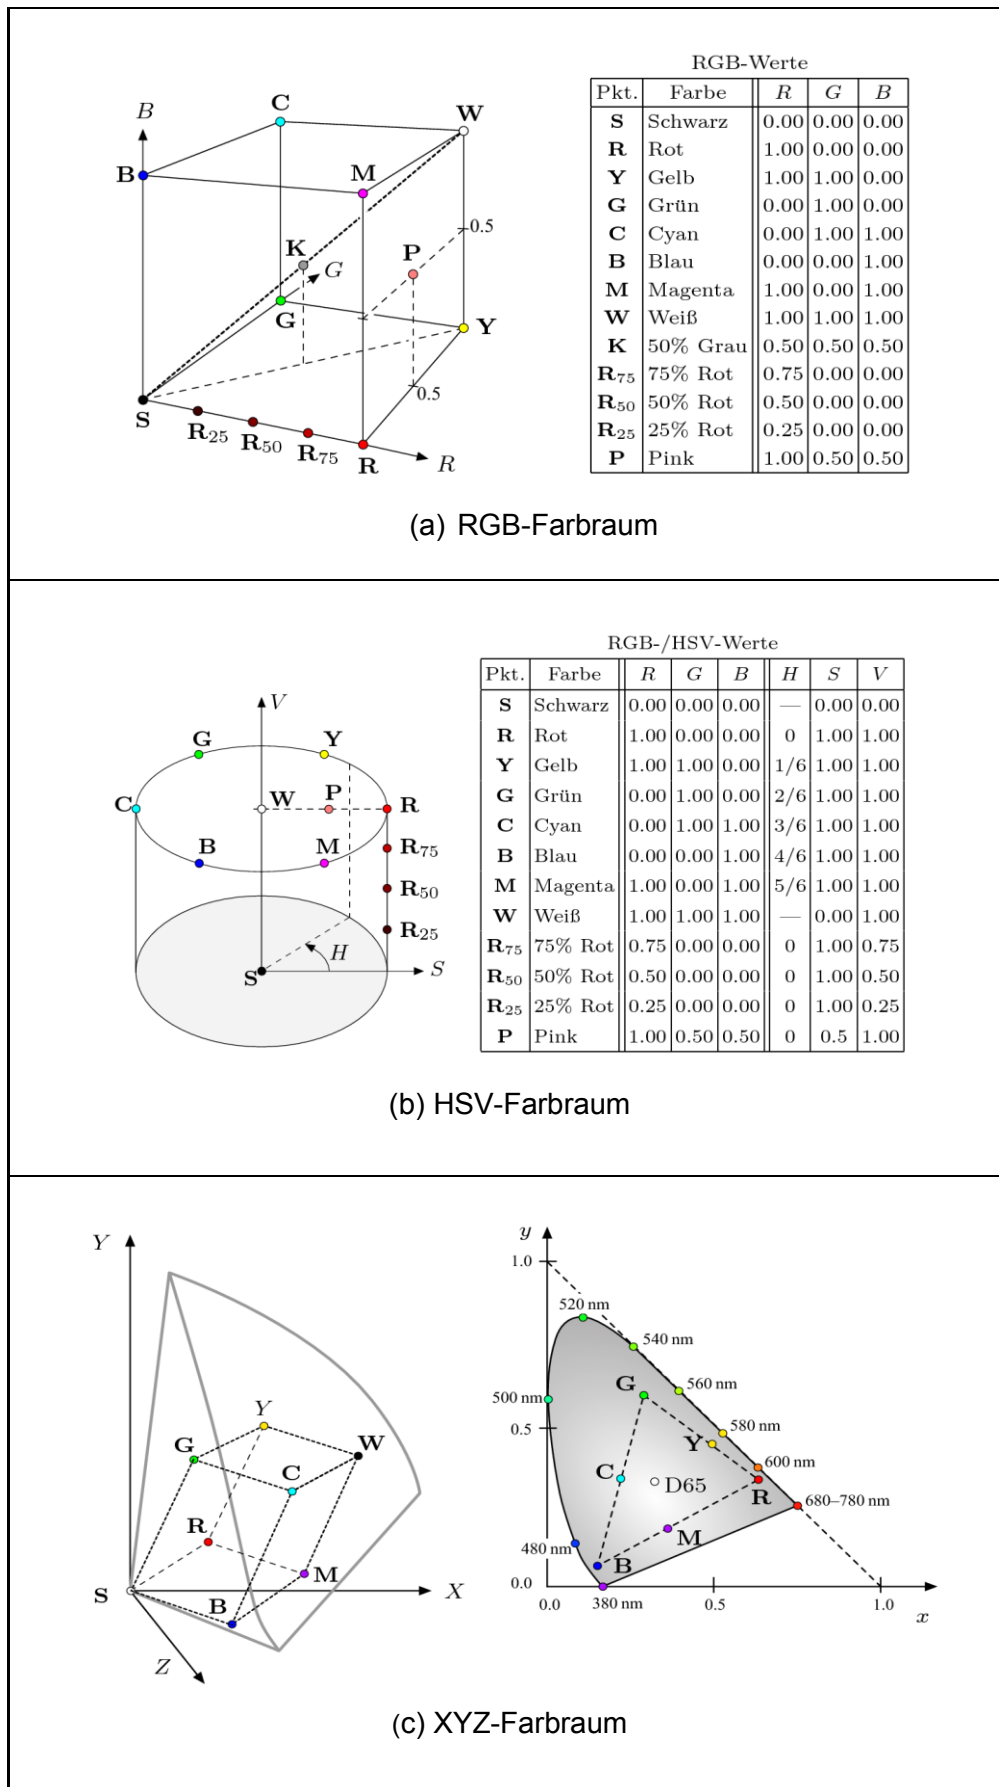 B
C
W
B
M
0.5
K
P
G
G
Y
S
0.5
R25
R50
R75
R
R
RGB-Werte
Pkt. Farbe R G B
S Schwarz 0.00 0.00 0.00
R Rot 1.00 0.00 0.00
Y Gelb 1.00 1.00 0.00
G Grün 0.00 1.00 0.00
C Cyan 0.00 1.00 1.00
B Blau 0.00 0.00 1.00
M Magenta 1.00 0.00 1.00
W Weiß 1.00 1.00 1.00
K 50% Grau 0.50 0.50 0.50
R75 75% Rot 0.75 0.00 0.00
R50 50% Rot 0.50 0.00 0.00
R25 25% Rot 0.25 0.00 0.00
P Pink 1.00 0.50 0.50
(a) RGB-Farbraum
V
G
Y
C
W
P
R
B
M
R75
R50
R25
H
S
S
RGB-/HSV-Werte
Pkt. Farbe R G B H S V
S Schwarz 0.00 0.00 0.00 — 0.00 0.00
R Rot 1.00 0.00 0.00 0 1.00 1.00
Y Gelb 1.00 1.00 0.00 1/6 1.00 1.00
G Grün 0.00 1.00 0.00 2/6 1.00 1.00
C Cyan 0.00 1.00 1.00 3/6 1.00 1.00
B Blau 0.00 0.00 1.00 4/6 1.00 1.00
M Magenta 1.00 0.00 1.00 5/6 1.00 1.00
W Weiß 1.00 1.00 1.00 — 0.00 1.00
R75 75% Rot 0.75 0.00 0.00 0 1.00 0.75
R50 50% Rot 0.50 0.00 0.00 0 1.00 0.50
R25 25% Rot 0.25 0.00 0.00 0 1.00 0.25
P Pink 1.00 0.50 0.50 0 0.5 1.00
(b) HSV-Farbraum
Y
Y
G
W
C
R
M
S
B
X
Z
y
1.0
520 nm
540 nm
G
560 nm
500 nm
0.5
580 nm
Y
600 nm
C
D65
R
680–780 nm
M
480 nm
B
0.0
0.0
380 nm
0.5
1.0
x
(c) XYZ-Farbraum